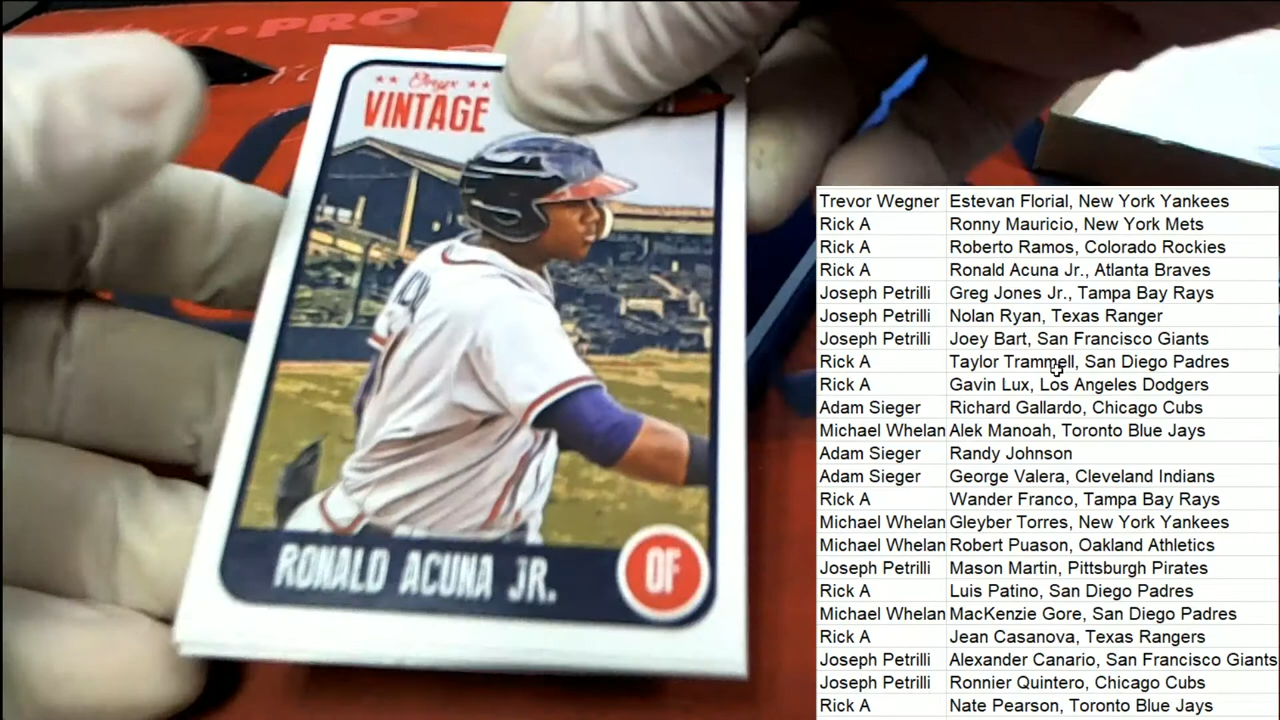 PRO
Onyx
VINTAGE
RONALD ACUNA JR.
OF
Trevor Wegner Estevan Florial, New York Yankees
Rick A Ronny Mauricio, New York Mets
Rick A Roberto Ramos, Colorado Rockies
Rick A Ronald Acuna Jr., Atlanta Braves
Joseph Petrilli Greg Jones Jr., Tampa Bay Rays
Joseph Petrilli Nolan Ryan, Texas Ranger
Joseph Petrilli Joey Bart, San Francisco Giants
Rick A Taylor Trammell, San Diego Padres
Rick A Gavin Lux, Los Angeles Dodgers
Adam Sieger Richard Gallardo, Chicago Cubs
Michael Whelan Alek Manoah, Toronto Blue Jays
Adam Sieger Randy Johnson
Adam Sieger George Valera, Cleveland Indians
Rick A Wander Franco, Tampa Bay Rays
Michael Whelan Gleyber Torres, New York Yankees
Michael Whelan Robert Puason, Oakland Athletics
Joseph Petrilli Mason Martin, Pittsburgh Pirates
Rick A Luis Patino, San Diego Padres
Michael Whelan MacKenzie Gore, San Diego Padres
Rick A Jean Casanova, Texas Rangers
Joseph Petrilli Alexander Canario, San Francisco Giants
Joseph Petrilli Ronnier Quintero, Chicago Cubs
Rick A Nate Pearson, Toronto Blue Jays